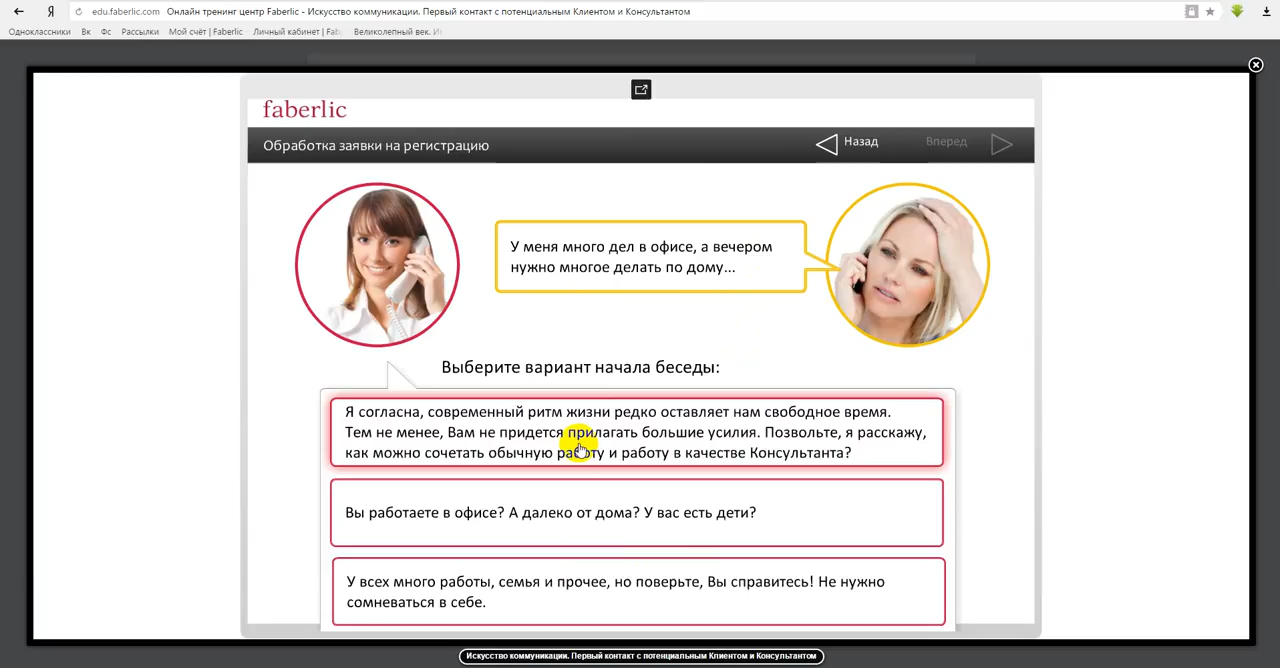 edu.faberlic.com Онлайн тренинг центр Faberlic - Искусство коммуникации. Первый контакт с потенциальным Клиентом и Консультантом
Одноклассники Вк Фс Рассылки Мой счёт | Faberlic Личный кабинет | Fab Великолепный век. И
faberlic
Обработка заявки на регистрацию
Назад
Вперед
У меня много дел в офисе, а вечером
нужно многое делать по дому...
Выберите вариант начала беседы:
Я согласна, современный ритм жизни редко оставляет нам свободное время.
Тем не менее, Вам не придется прилагать большие усилия. Позвольте, я расскажу,
как можно сочетать обычную работу и работу в качестве Консультанта?
Вы работаете в офисе? А далеко от дома? У вас есть дети?
У всех много работы, семья и прочее, но поверьте, Вы справитесь! Не нужно
сомневаться в себе.
Искусство коммуникации. Первый контакт с потенциальным Клиентом и Консультантом